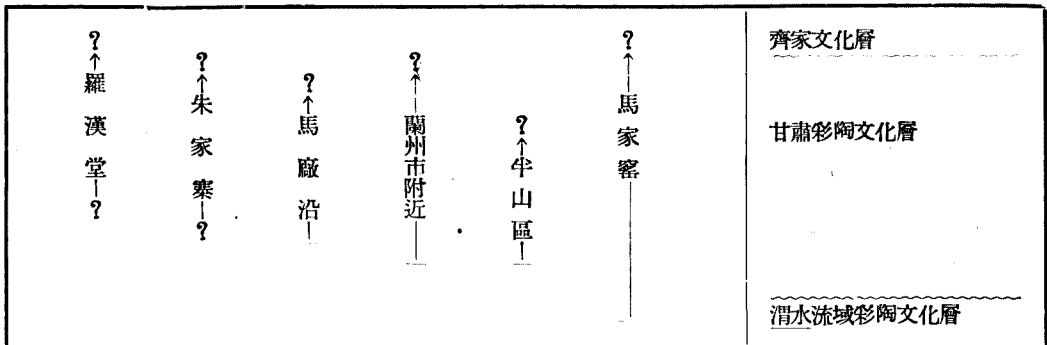 齊家文化層
甘肅彩陶文化層
渭水流域彩陶文化層
?←馬家窰—
?←半山區—
?←蘭州市附近—
?←馬廠沿—
?←朱家寨—?
?←羅漢堂—?